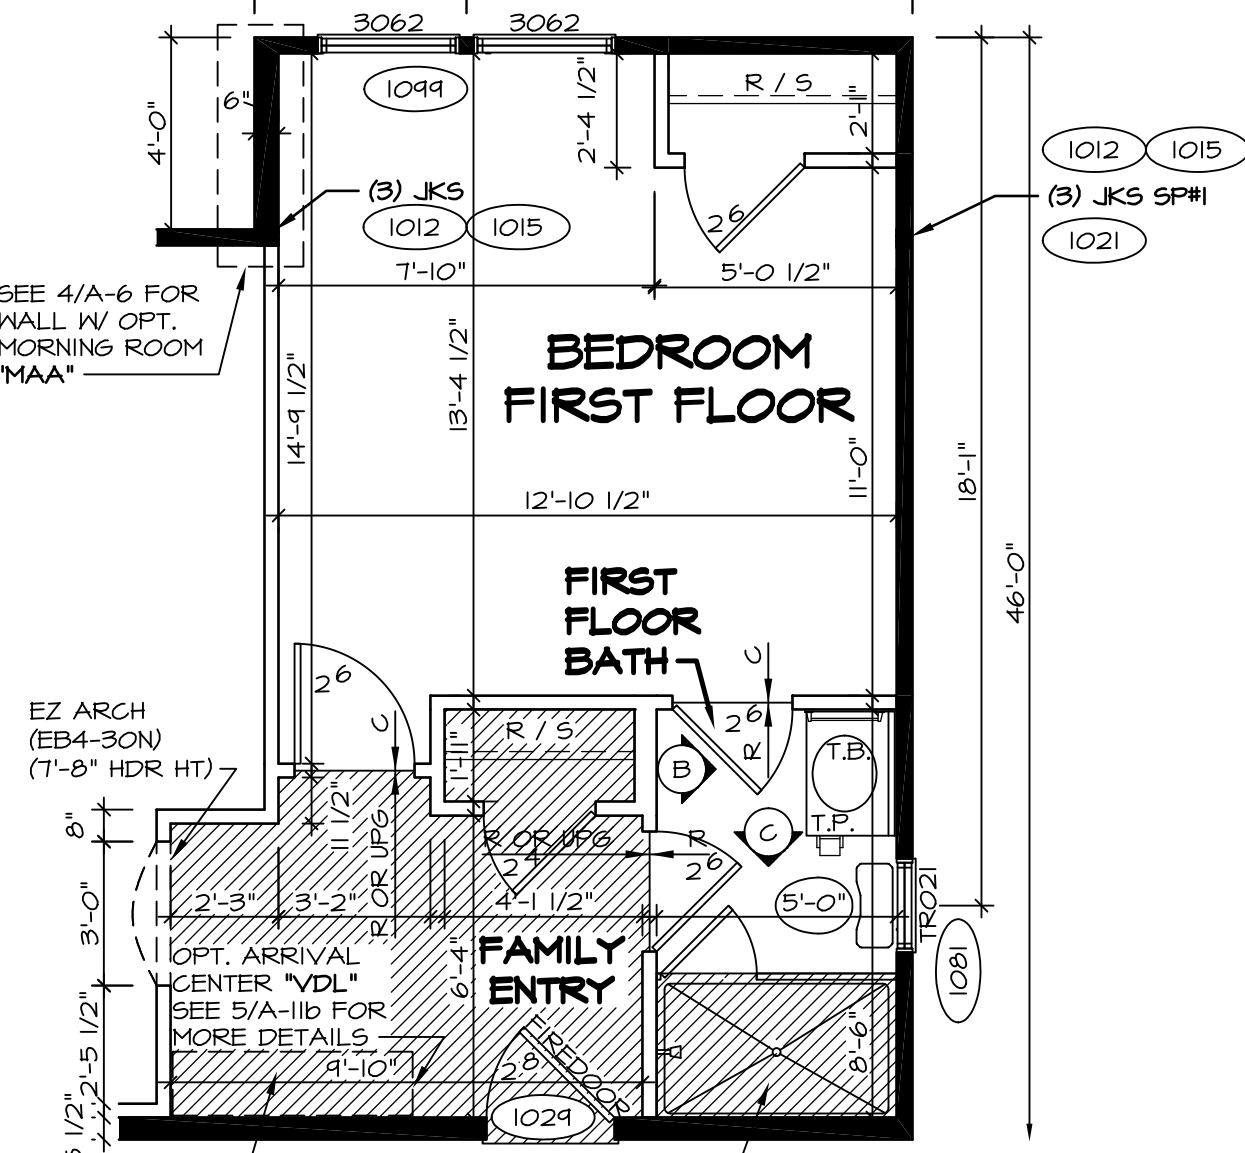 3062
3062
1099
R / S
6"
4'-0"
2'-4 1/2"
2'-1"
(3) JKS
1012
1015
1012
1015
(3) JKS SP#1
1021
2 6
7'-10"
5'-0 1/2"
SEE 4/A-6 FOR
WALL W/ OPT.
MORNING ROOM
"MAA"
BEDROOM
FIRST FLOOR
14'-9 1/2"
13'-4 1/2"
11'-0"
18'-1"
46'-0"
12'-10 1/2"
FIRST
FLOOR
BATH
C
2 6
2 6
R
C
EZ ARCH
(EB4-30N)
(7'-8" HDR HT)
R / S
1'-11"
B
T.B.
T.P.
C
8"
11 1/2"
R OR UPG
R OR UPG
R
2 4
2 6
3'-0"
2'-3"
3'-2"
4'-1 1/2"
5'-0"
TR021
1081
FAMILY
ENTRY
6'-4"
OPT. ARRIVAL
CENTER "VDL"
SEE 5/A-11b FOR
MORE DETAILS
2'-5 1/2"
9'-10"
2 8
FIREDOOR
8'-6"
1029
1/2"